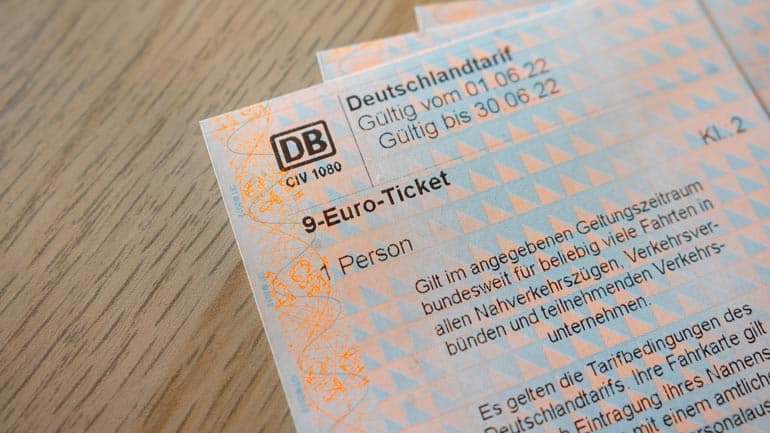 Deutschlandtarif
Gültig vom 01.06.22
Gültig bis 30.06.22
DB
CIV 1080
Kl. 2
9-Euro-Ticket
1 Person
Gilt im angegebenen Geltungszeitraum
bundesweit für beliebig viele Fahrten in
allen Nahverkehrszügen, Verkehrsver-
bünden und teilnehmenden Verkehrs-
unternehmen.
Es gelten die Tarifbedingungen des
Deutschlandtarifs. Ihre Fahrkarte gilt
Eintragung Ihres Namens
mit einem amtliche